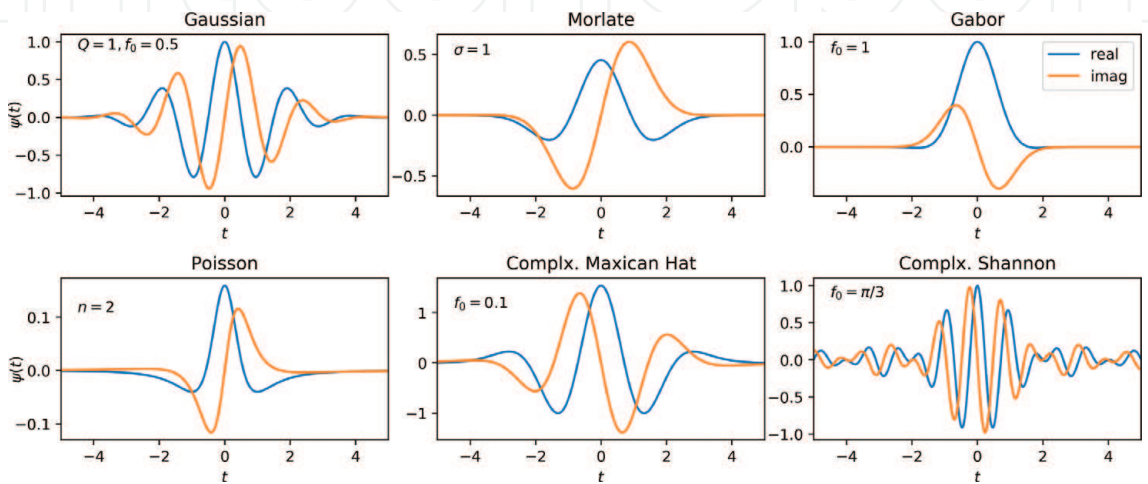 Gaussian
Q = 1, f₀ = 0.5
1.0
0.5
0.0
−0.5
−1.0
ψ(t)
−4 −2 0 2 4
t
Morlate
σ = 1
0.5
0.0
−0.5
−4 −2 0 2 4
t
Gabor
f₀ = 1
real
imag
1.0
0.5
0.0
−4 −2 0 2 4
t
Poisson
n = 2
0.1
0.0
−0.1
ψ(t)
−4 −2 0 2 4
t
Complx. Maxican Hat
f₀ = 0.1
1
0
−1
−4 −2 0 2 4
t
Complx. Shannon
f₀ = π/3
1.0
0.5
0.0
−0.5
−1.0
−4 −2 0 2 4
t